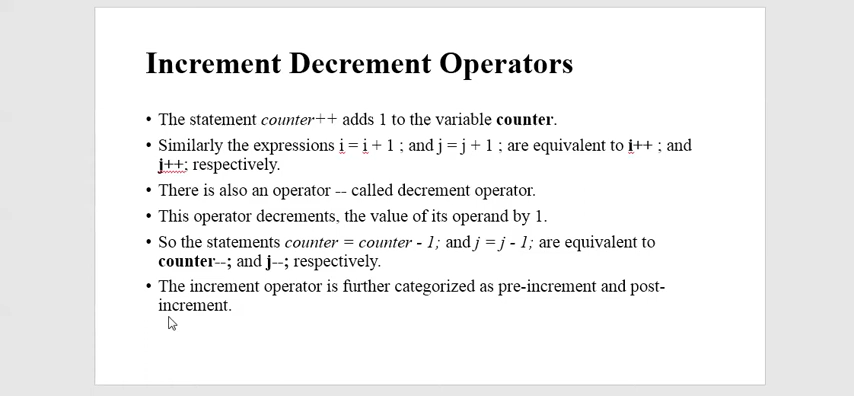 Increment Decrement Operators
• The statement counter++ adds 1 to the variable counter.
• Similarly the expressions i = i + 1 ; and j = j + 1 ; are equivalent to i++ ; and
j++; respectively.
• There is also an operator -- called decrement operator.
• This operator decrements, the value of its operand by 1.
• So the statements counter = counter - 1; and j = j - 1; are equivalent to
counter--; and j--; respectively.
• The increment operator is further categorized as pre-increment and post-
increment.